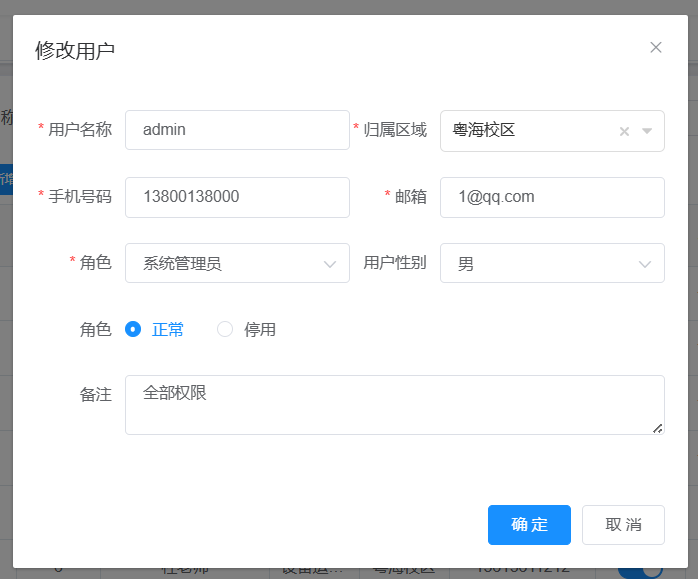 修改用户
* 用户名称 admin * 归属区域 粤海校区
* 手机号码 13800138000 * 邮箱 1@qq.com
* 角色 系统管理员 用户性别 男
角色 正常 停用
备注 全部权限
确 定 取 消